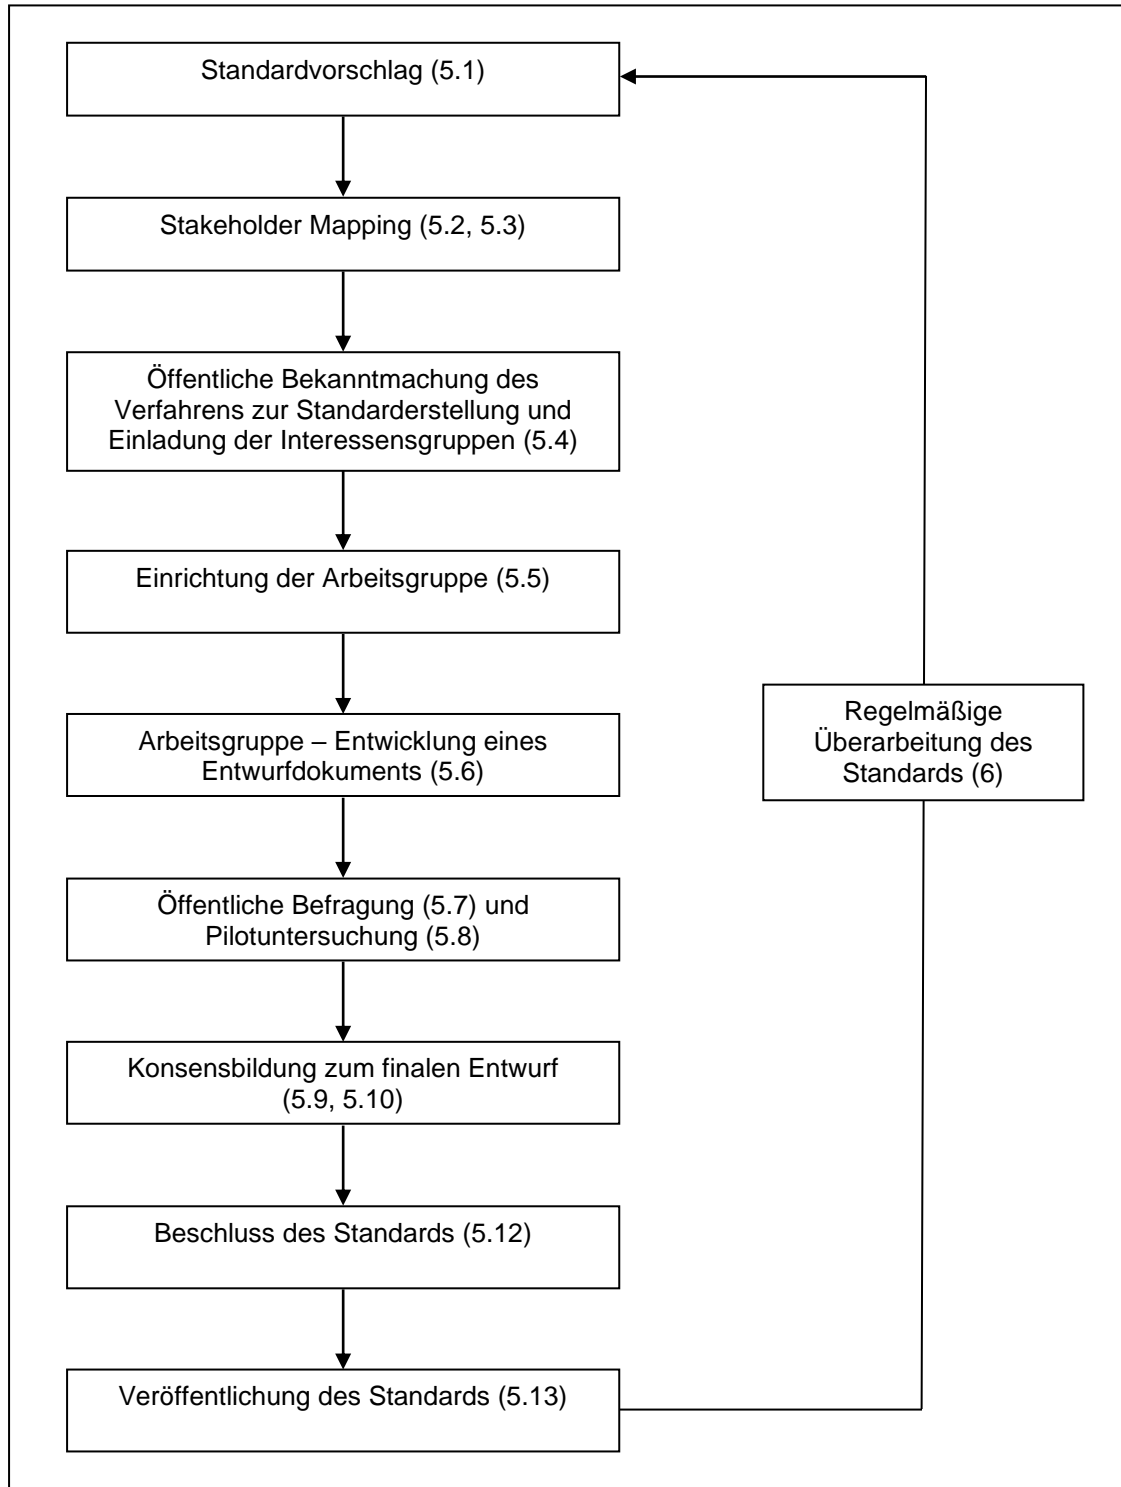 Standardvorschlag (5.1)
Stakeholder Mapping (5.2, 5.3)
Öffentliche Bekanntmachung des
Verfahrens zur Standarderstellung und
Einladung der Interessensgruppen (5.4)
Einrichtung der Arbeitsgruppe (5.5)
Arbeitsgruppe – Entwicklung eines
Entwurfdokuments (5.6)
Öffentliche Befragung (5.7) und
Pilotuntersuchung (5.8)
Konsensbildung zum finalen Entwurf
(5.9, 5.10)
Beschluss des Standards (5.12)
Veröffentlichung des Standards (5.13)
Regelmäßige
Überarbeitung des
Standards (6)